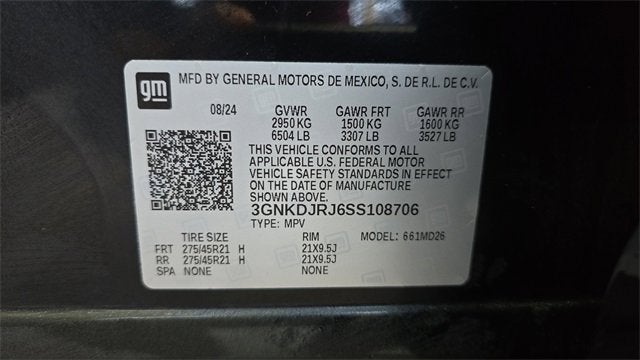 gm MFD BY GENERAL MOTORS DE MEXICO, S. DE R.L. DE C.V.
08/24 GVWR GAWR FRT GAWR RR
2950 KG 1500 KG 1600 KG
6504 LB 3307 LB 3527 LB
THIS VEHICLE CONFORMS TO ALL
APPLICABLE U.S. FEDERAL MOTOR
VEHICLE SAFETY STANDARDS IN EFFECT
ON THE DATE OF MANUFACTURE
SHOWN ABOVE.
3GNKDJRJ6SS108706
TYPE: MPV
TIRE SIZE RIM MODEL: 661MD26
FRT 275/45R21 H 21X9.5J
RR 275/45R21 H 21X9.5J
SPA NONE NONE